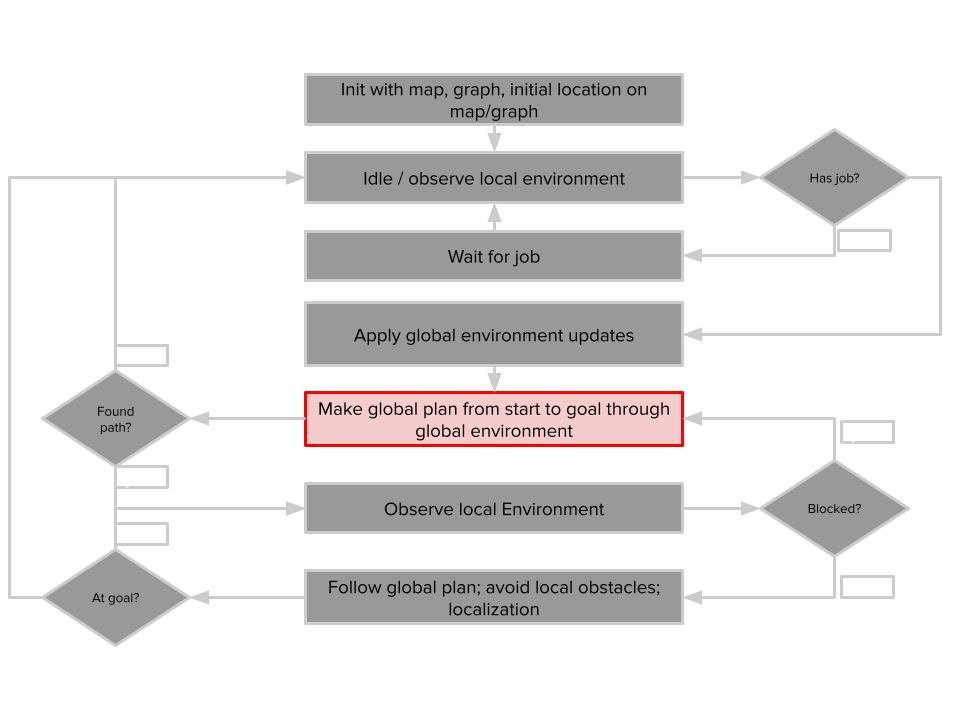 Init with map, graph, initial location on
map/graph
Idle / observe local environment
Has job?
Wait for job
Apply global environment updates
Found
path?
Make global plan from start to goal through
global environment
Observe local Environment
Blocked?
At goal?
Follow global plan; avoid local obstacles;
localization